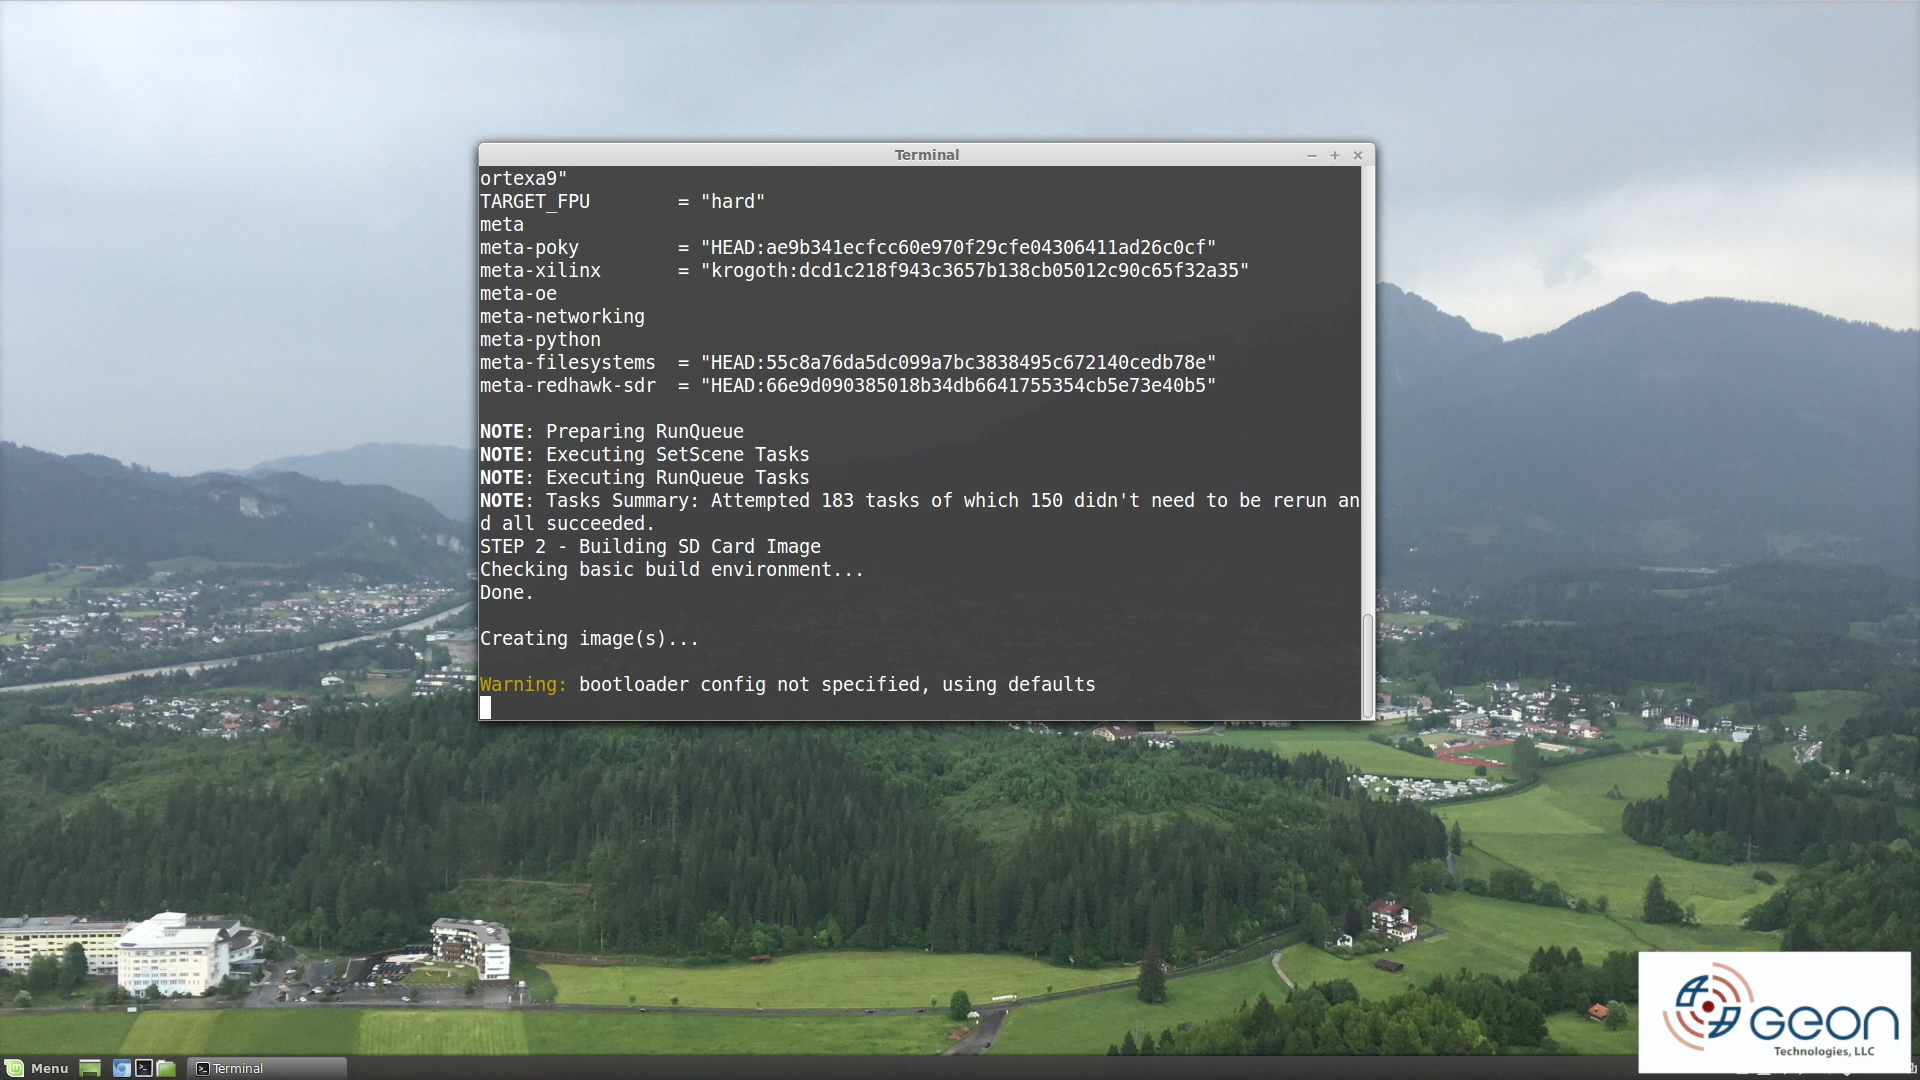 Terminal
ortexa9"
TARGET_FPU        = "hard"
meta
meta-poky         = "HEAD:ae9b341ecfcc60e970f29cfe04306411ad26c0cf"
meta-xilinx       = "krogoth:dcd1c218f943c3657b138cb05012c90c65f32a35"
meta-oe
meta-networking
meta-python
meta-filesystems  = "HEAD:55c8a76da5dc099a7bc3838495c672140cedb78e"
meta-redhawk-sdr  = "HEAD:66e9d090385018b34db6641755354cb5e73e40b5"
NOTE: Preparing RunQueue
NOTE: Executing SetScene Tasks
NOTE: Executing RunQueue Tasks
NOTE: Tasks Summary: Attempted 183 tasks of which 150 didn't need to be rerun an
d all succeeded.
STEP 2 - Building SD Card Image
Checking basic build environment...
Done.
Creating image(s)...
Warning: bootloader config not specified, using defaults
GEON
Technologies, LLC
Menu
Terminal